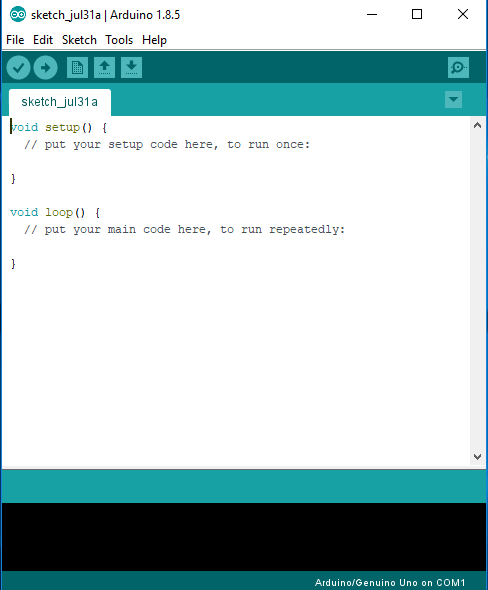 sketch_jul31a | Arduino 1.8.5
File Edit Sketch Tools Help
sketch_jul31a
void setup() {
  // put your setup code here, to run once:
}
void loop() {
  // put your main code here, to run repeatedly:
}
Arduino/Genuino Uno on COM1